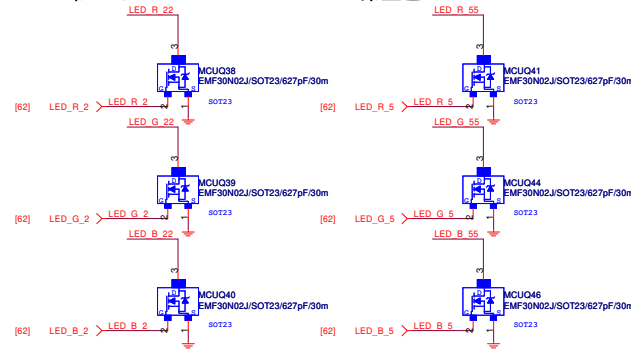 LED_R_22
3
D
G
S
MCUQ38
EMF30N02J/SOT23/627pF/30m
SOT23
[62] LED_R_2 LED_R_2 2 1
LED_R_55
3
D
G
S
MCUQ41
EMF30N02J/SOT23/627pF/30m
SOT23
[62] LED_R_5 LED_R_5 2 1
LED_G_22
3
D
G
S
MCUQ39
EMF30N02J/SOT23/627pF/30m
SOT23
[62] LED_G_2 LED_G_2 2 1
LED_G_55
3
D
G
S
MCUQ44
EMF30N02J/SOT23/627pF/30m
SOT23
[62] LED_G_5 LED_G_5 2 1
LED_B_22
3
D
G
S
MCUQ40
EMF30N02J/SOT23/627pF/30m
SOT23
[62] LED_B_2 LED_B_2 2 1
LED_B_55
3
D
G
S
MCUQ46
EMF30N02J/SOT23/627pF/30m
SOT23
[62] LED_B_5 LED_B_5 2 1